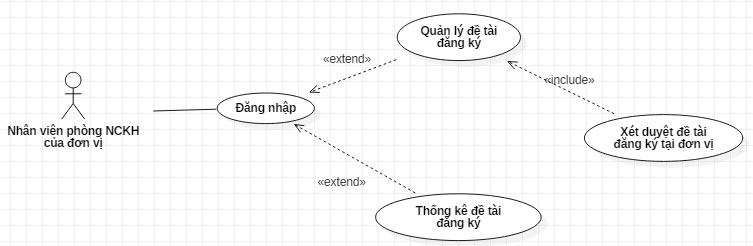 Quản lý đề tài
đăng ký
«extend»
«include»
Đăng nhập
Nhân viên phòng NCKH
của đơn vị
Xét duyệt đề tài
đăng ký tại đơn vị
«extend»
Thống kê đề tài
đăng ký